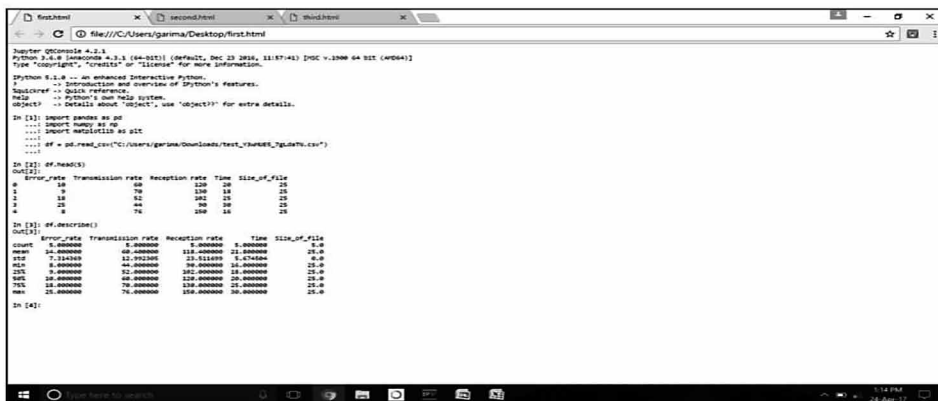 first.html
second.html
third.html
file:///C:/Users/garima/Desktop/first.html
Jupyter QtConsole 4.2.1
Python 3.6.0 |Anaconda 4.3.1 (64-bit)| (default, Dec 23 2016, 11:57:41) [MSC v.1900 64 bit (AMD64)]
Type "copyright", "credits" or "license" for more information.
IPython 5.1.0 -- An enhanced Interactive Python.
? -> Introduction and overview of IPython's features.
%quickref -> Quick reference.
help -> Python's own help system.
object? -> Details about 'object', use 'object??' for extra details.
In [1]: import pandas as pd
...: import numpy as np
...: import matplotlib as plt
...:
...: df = pd.read_csv("C:/Users/garima/Downloads/
...:
In [2]: df.head(5)
Out[2]:
Error_rate Transmission rate Reception rate Time Size_of_file
0 10 60 120 20 25
1 9 70 130 18 25
2 18 52 102 25 25
3 25 44 90 30 25
4 8 76 150 16 25
In [3]: df.describe()
Out[3]:
Error_rate Transmission rate Reception rate Time Size_of_file
count 5.000000 5.000000 5.000000 5.000000 5.0
mean 14.000000 60.400000 118.400000 21.800000 25.0
std 7.314369 12.992305 23.511699 5.674504 0.0
min 8.000000 44.000000 90.000000 16.000000 25.0
25% 9.000000 52.000000 102.000000 18.000000 25.0
50% 10.000000 60.000000 120.000000 20.000000 25.0
75% 18.000000 70.000000 130.000000 25.000000 25.0
max 25.000000 76.000000 150.000000 30.000000 25.0
In [4]:
Type here to search
5:14 PM